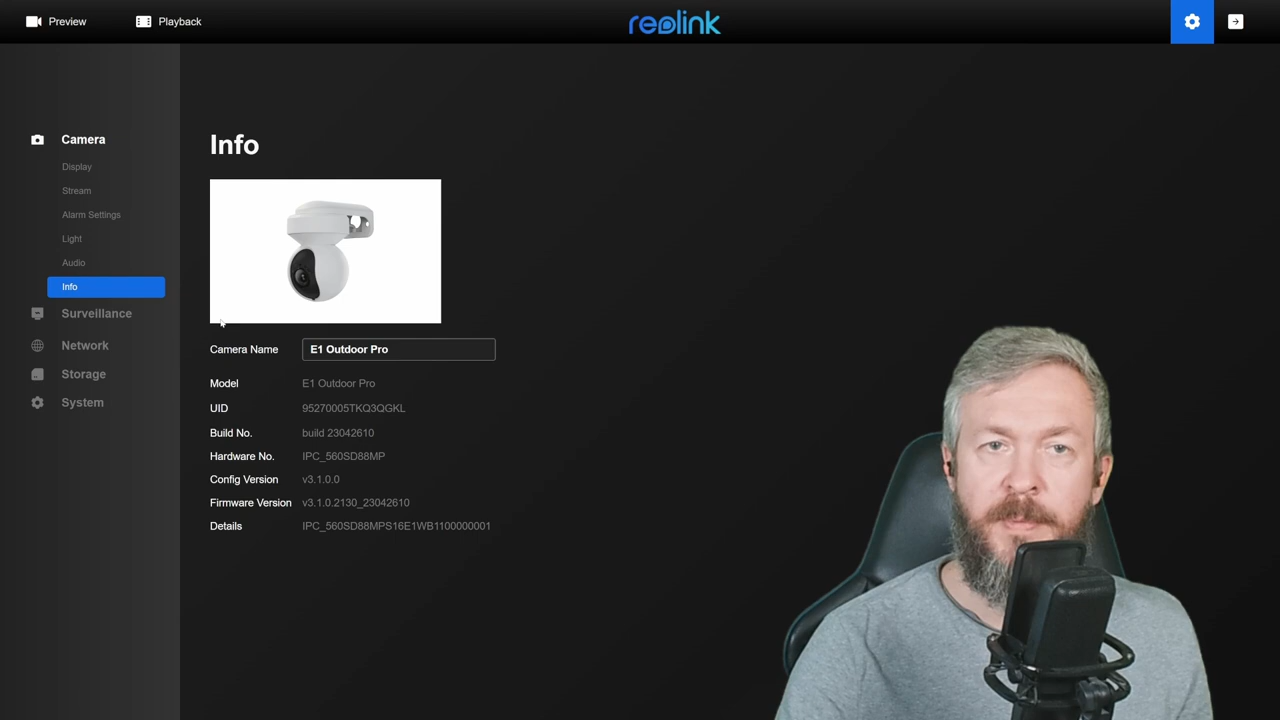 Preview
Playback
reolink
Camera
Display
Stream
Alarm Settings
Light
Audio
Info
Surveillance
Network
Storage
System
Info
Camera Name E1 Outdoor Pro
Model E1 Outdoor Pro
UID 95270005TKQ3QGKL
Build No. build 23042610
Hardware No. IPC_560SD88MP
Config Version v3.1.0.0
Firmware Version v3.1.0.2130_23042610
Details IPC_560SD88MPS16E1WB1100000001